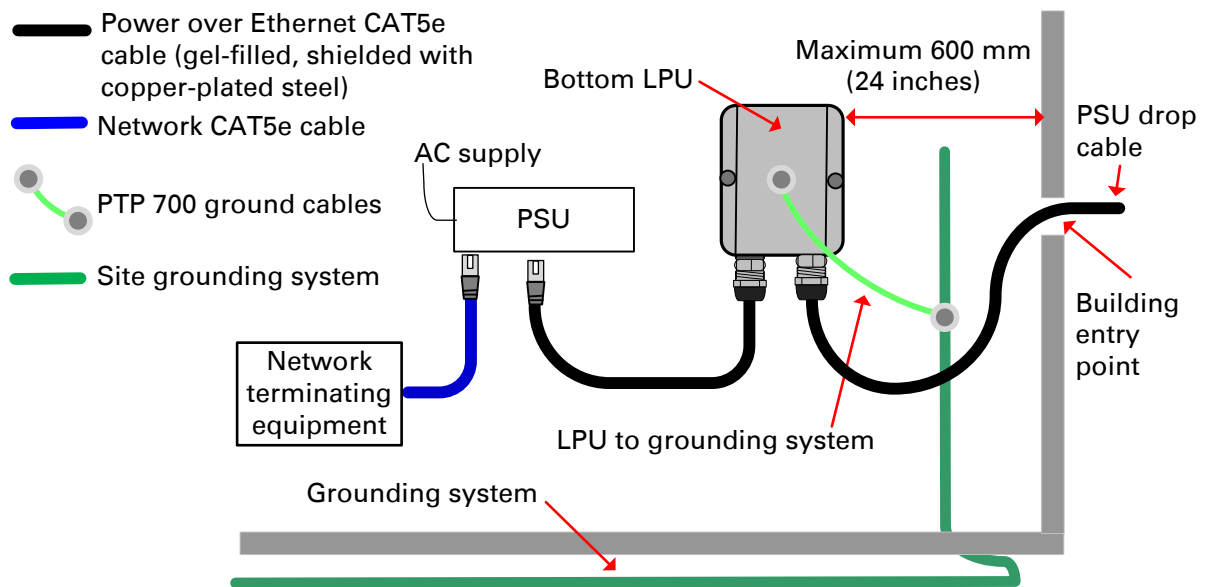 Power over Ethernet CAT5e
cable (gel-filled, shielded with
copper-plated steel)
Network CAT5e cable
PTP 700 ground cables
Site grounding system
AC supply
PSU
Network
terminating
equipment
Bottom LPU
Maximum 600 mm
(24 inches)
PSU drop
cable
Building
entry
point
LPU to grounding system
Grounding system